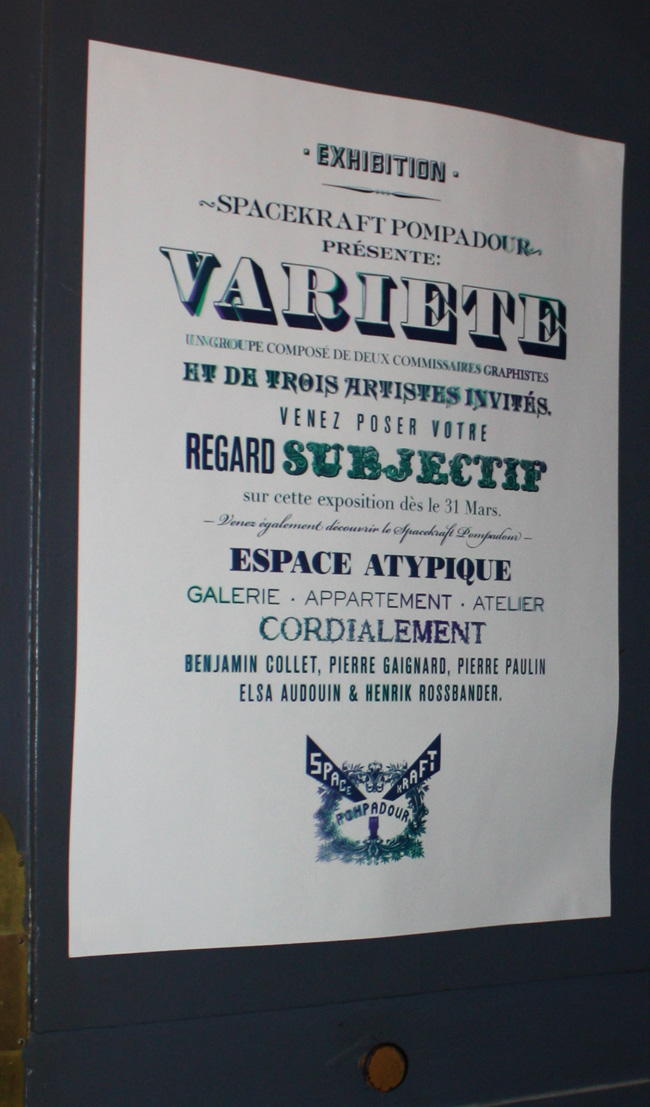 · EXHIBITION ·
~SPACEKRAFT POMPADOUR~
PRÉSENTE:
VARIETE
UN GROUPE COMPOSÉ DE DEUX COMMISSAIRES GRAPHISTES
ET DE TROIS ARTISTES INVITÉS.
VENEZ POSER VOTRE
REGARD SUBJECTIF
sur cette exposition dès le 31 Mars.
— Venez également découvrir le Spacekraft Pompadour —
ESPACE ATYPIQUE
GALERIE · APPARTEMENT · ATELIER
CORDIALEMENT
BENJAMIN COLLET, PIERRE GAIGNARD, PIERRE PAULIN
ELSA AUDOUIN & HENRIK ROSSBANDER.
SPACE KRAFT
POMPADOUR